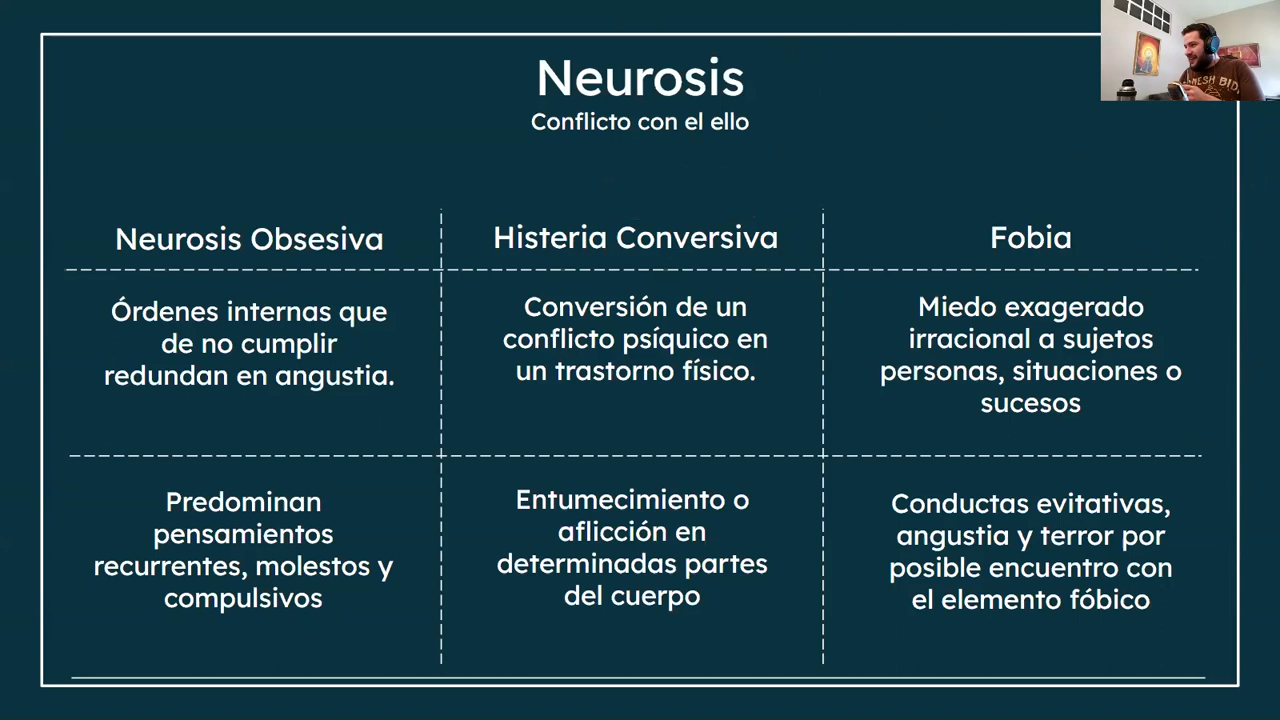 Neurosis
Conflicto con el ello
Neurosis Obsesiva
Histeria Conversiva
Fobia
Órdenes internas que
de no cumplir
redundan en angustia.
Conversión de un
conflicto psíquico en
un trastorno físico.
Miedo exagerado
irracional a sujetos
personas, situaciones o
sucesos
Predominan
pensamientos
recurrentes, molestos y
compulsivos
Entumecimiento o
aflicción en
determinadas partes
del cuerpo
Conductas evitativas,
angustia y terror por
posible encuentro con
el elemento fóbico